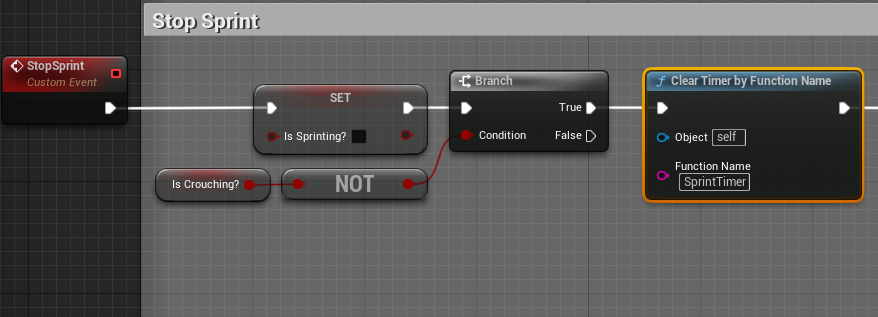 Stop Sprint
StopSprint
Custom Event
SET
Is Sprinting?
Branch
True
Condition
False
Clear Timer by Function Name
Object self
Function Name
SprintTimer
Is Crouching?
NOT